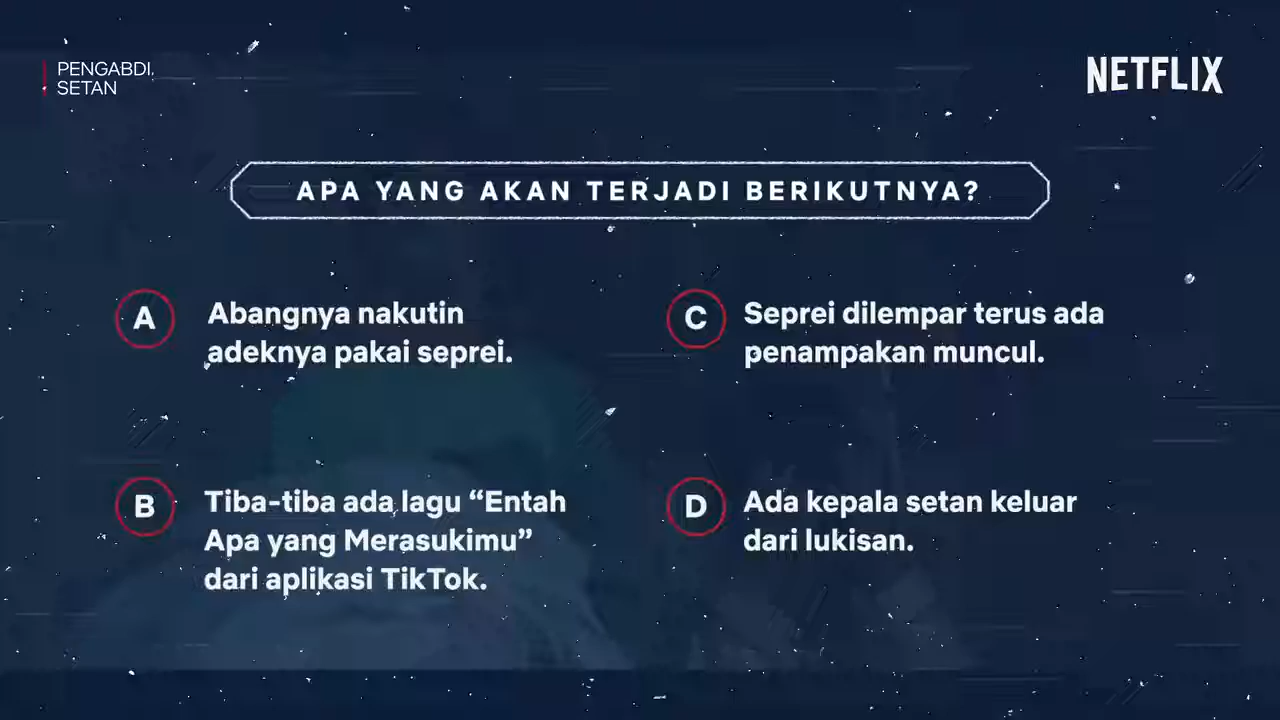 PENGABDI
SETAN
NETFLIX
APA YANG AKAN TERJADI BERIKUTNYA?
A
Abangnya nakutin
adeknya pakai seprei.
B
Tiba-tiba ada lagu “Entah
Apa yang Merasukimu”
dari aplikasi TikTok.
C
Seprei dilempar terus ada
penampakan muncul.
D
Ada kepala setan keluar
dari lukisan.